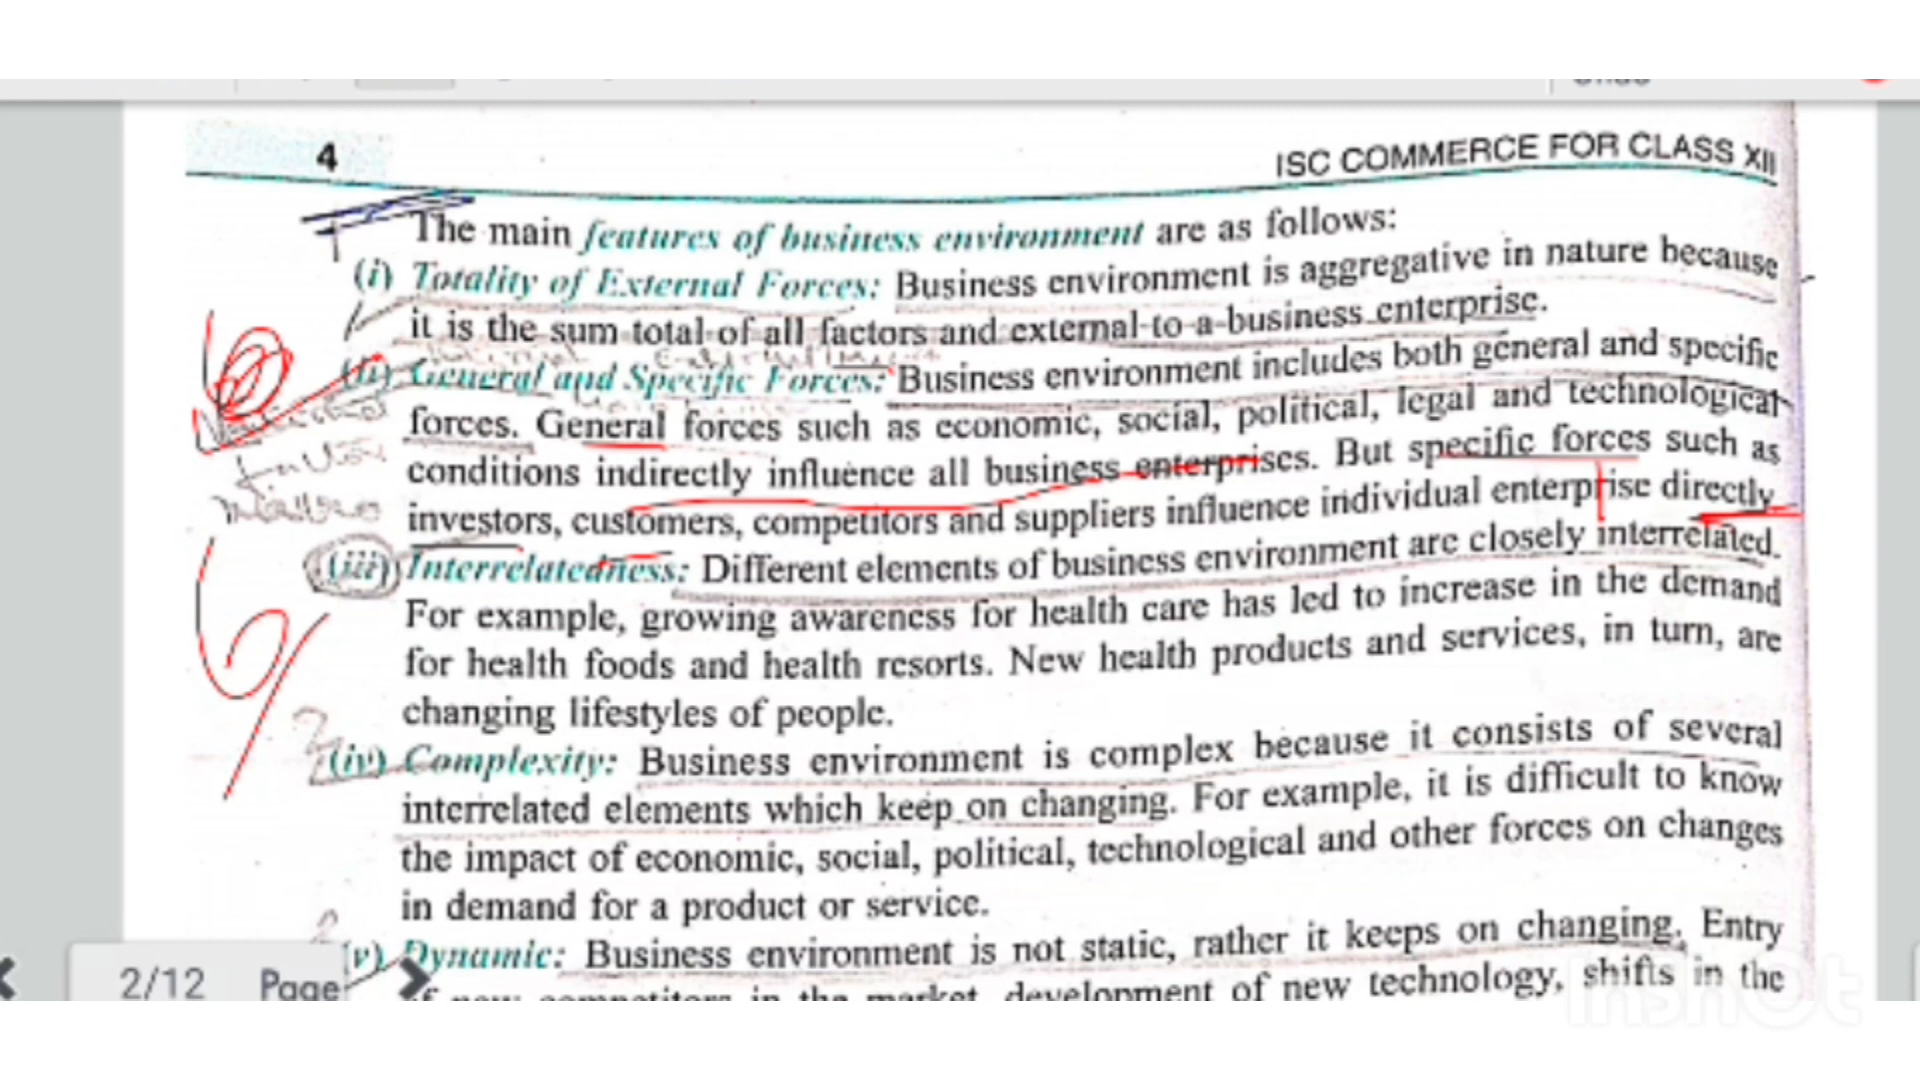 4
ISC COMMERCE FOR CLASS XII
The main features of business environment are as follows:
(i) Totality of External Forces: Business environment is aggregative in nature because
it is the sum total of all factors and external to a business enterprise.
(ii) General and Specific Forces: Business environment includes both general and specific
forces. General forces such as economic, social, political, legal and technological
conditions indirectly influence all business enterprises. But specific forces such as
investors, customers, competitors and suppliers influence individual enterprise directly
(iii) Interrelatedness: Different elements of business environment are closely interrelated.
For example, growing awareness for health care has led to increase in the demand
for health foods and health resorts. New health products and services, in turn, are
changing lifestyles of people.
(iv) Complexity: Business environment is complex because it consists of several
interrelated elements which keep on changing. For example, it is difficult to know
the impact of economic, social, political, technological and other forces on changes
in demand for a product or service.
(v) Dynamic: Business environment is not static, rather it keeps on changing. Entry
of new competitors in the market, development of new technology, shifts in the
2/12 Page
InShOt